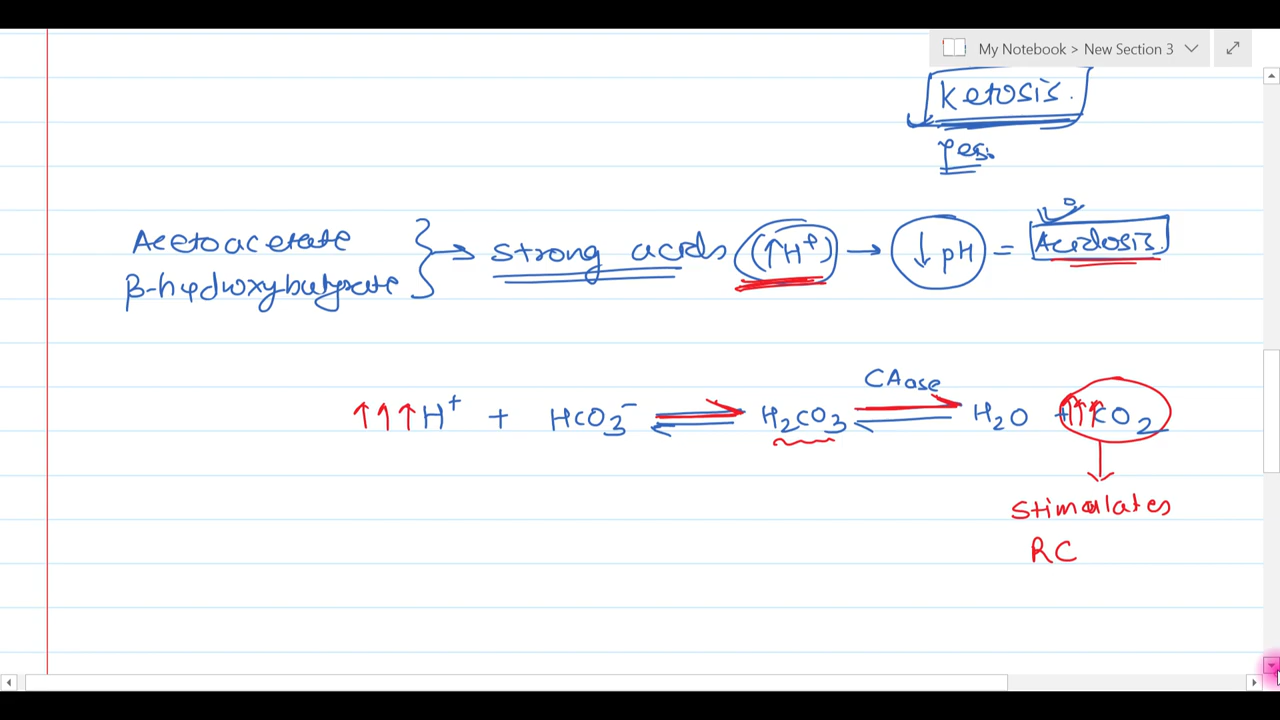 My Notebook > New Section 3
Ketosis.
Acetoacetate
β-hydroxybutyrate
→ strong acids (↑H⁺) → ↓ pH = Acidosis.
CAase
↑↑↑H⁺ + HCO₃⁻ ⇌ H₂CO₃ ⇌ H₂O + ↑↑↑CO₂
Stimulates
RC